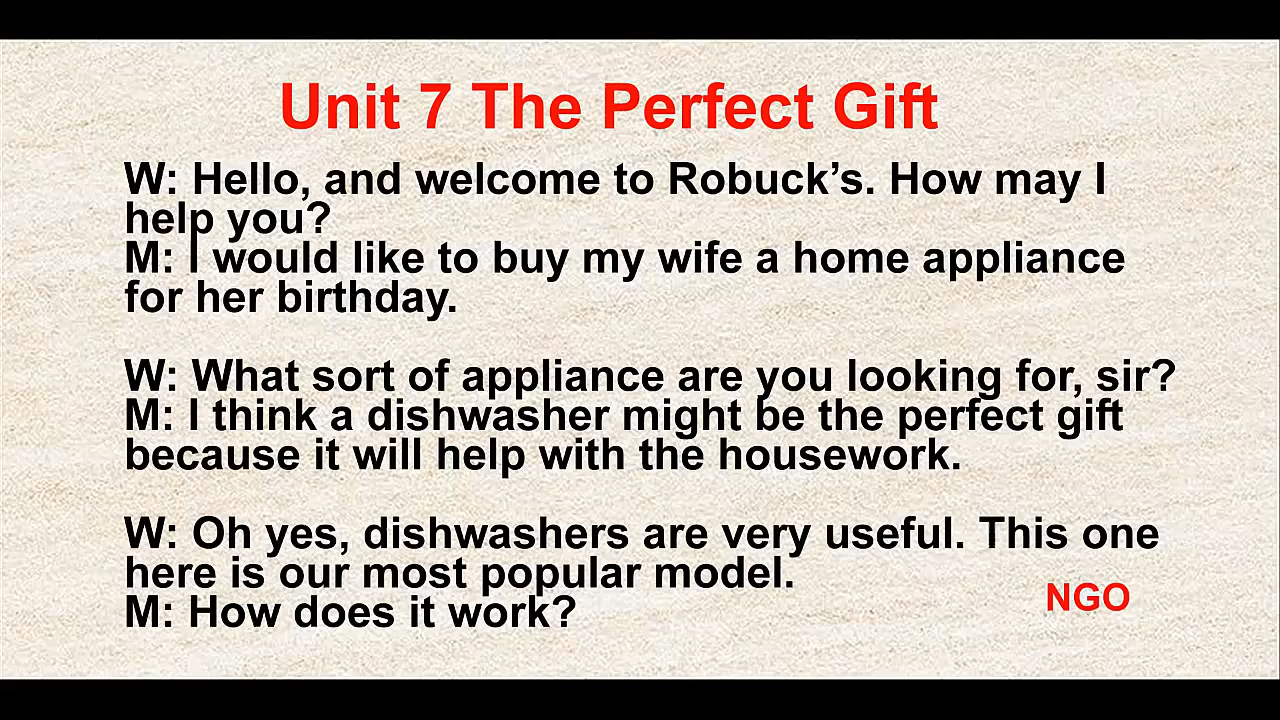 Unit 7 The Perfect Gift
W: Hello, and welcome to Robuck’s. How may I
help you?
M: I would like to buy my wife a home appliance
for her birthday.
W: What sort of appliance are you looking for, sir?
M: I think a dishwasher might be the perfect gift
because it will help with the housework.
W: Oh yes, dishwashers are very useful. This one
here is our most popular model.
M: How does it work?
NGO